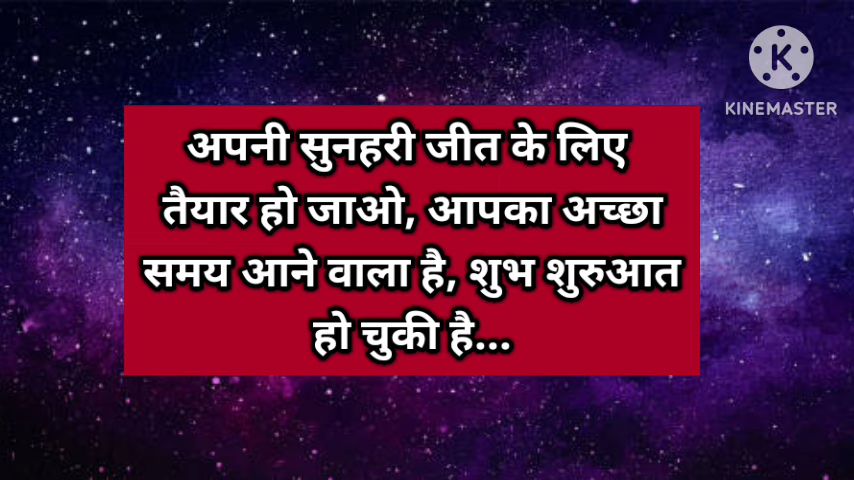 KINEMASTER
अपनी सुनहरी जीत के लिए
तैयार हो जाओ, आपका अच्छा
समय आने वाला है, शुभ शुरुआत
हो चुकी है...